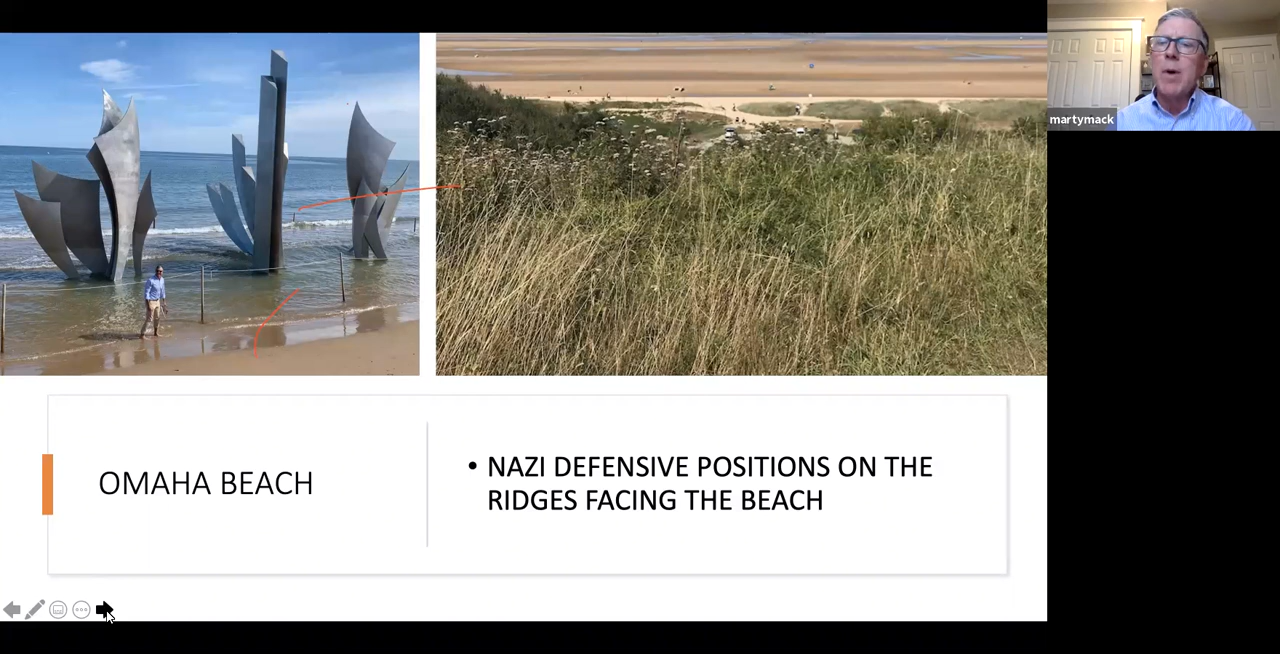 martymack
OMAHA BEACH
• NAZI DEFENSIVE POSITIONS ON THE
RIDGES FACING THE BEACH